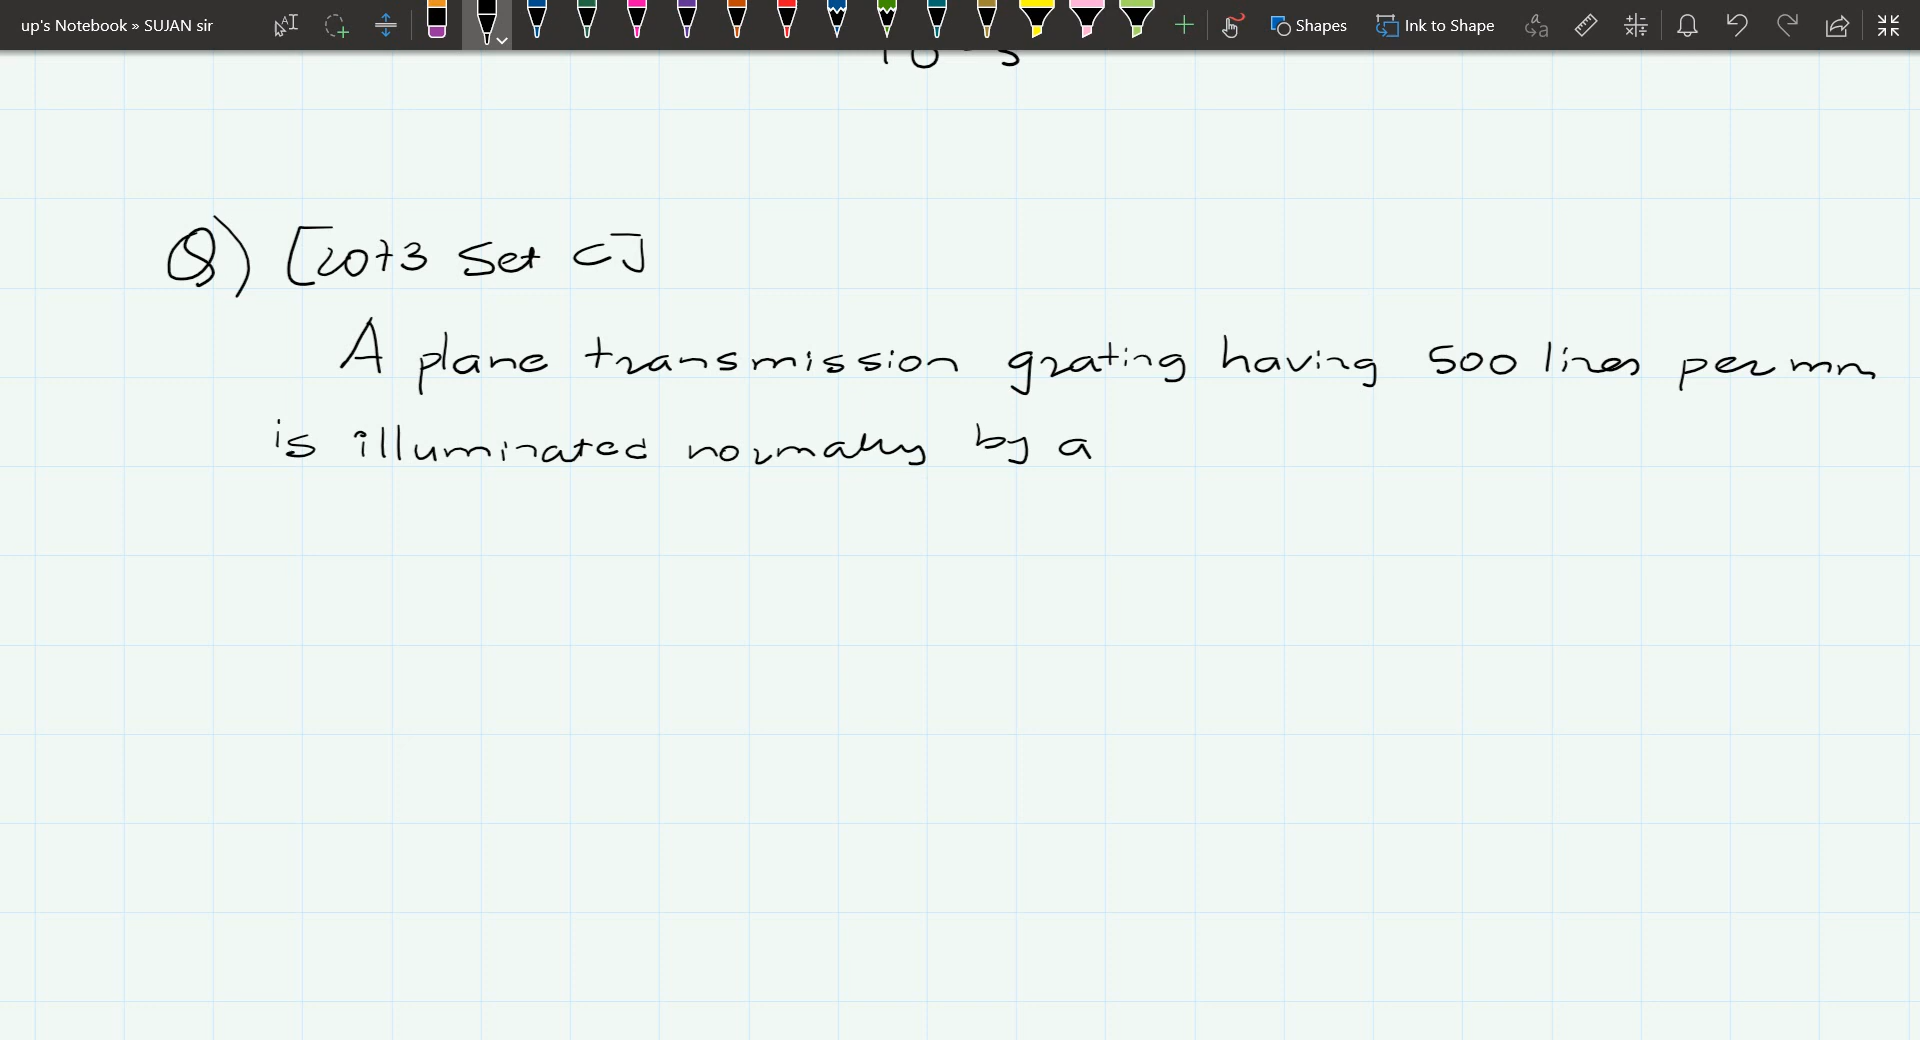 up's Notebook » SUJAN sir
Shapes
Ink to Shape
10 - s
Q) [2073 Set C]
A plane transmission grating having 500 lines per mm
is illuminated normally by a